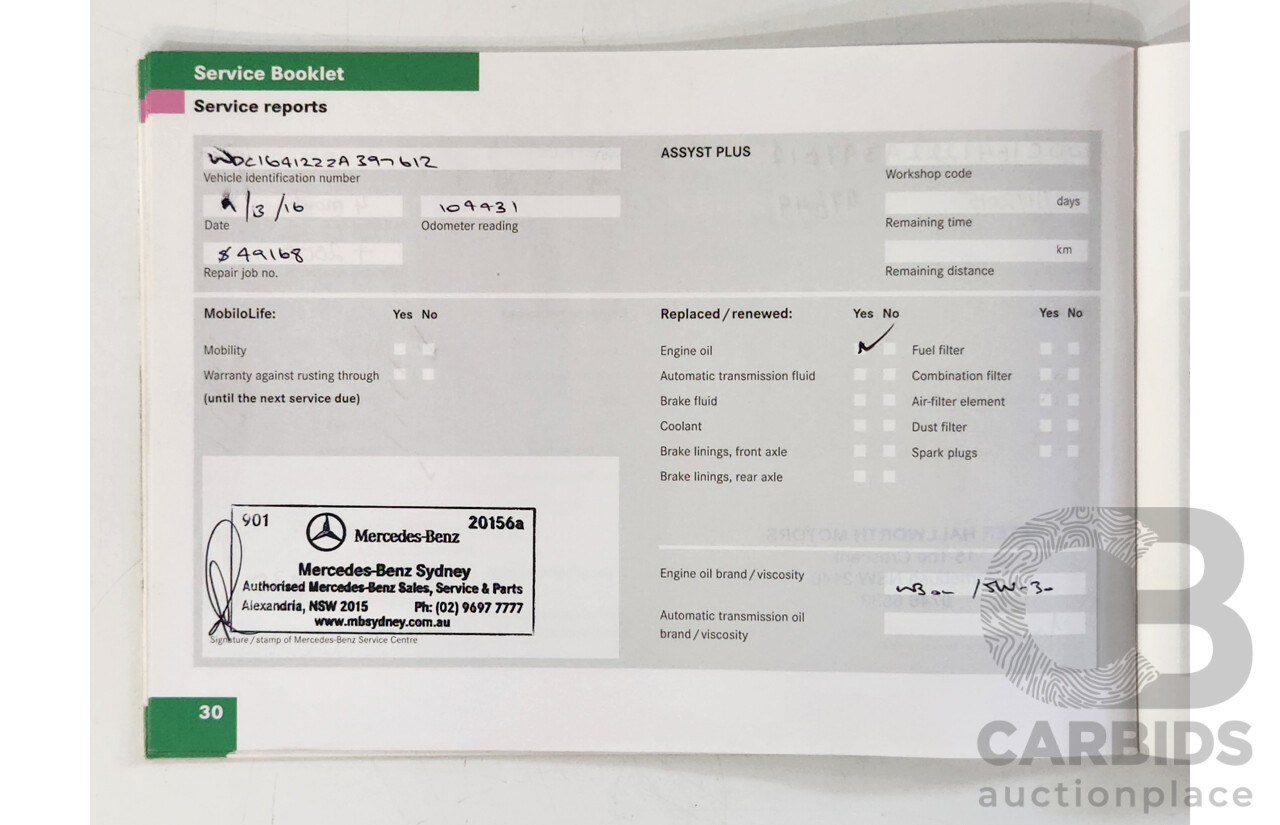 Service Booklet
Service reports
WDC1641222A397612
Vehicle identification number
/3/16
Date
Odometer reading
Repair job no.
ASSYST PLUS
Workshop code
days
Remaining time
km
Remaining distance
MobiloLife: Yes No
Mobility
Warranty against rusting through
(until the next service due)
Replaced / renewed: Yes No Yes No
Engine oil Fuel filter
Automatic transmission fluid Combination filter
Brake fluid Air-filter element
Coolant Dust filter
Brake linings, front axle Spark plugs
Brake linings, rear axle
901 20156a
Mercedes-Benz
Mercedes-Benz Sydney
Authorised Mercedes-Benz Sales, Service & Parts
Alexandria, NSW 2015 Ph: (02) 9697 7777
www.mbsydney.com.au
Signature / stamp of Mercedes-Benz Service Centre
Engine oil brand / viscosity
/5W-30
Automatic transmission oil
brand / viscosity
30
CARBIDS
auctionplace